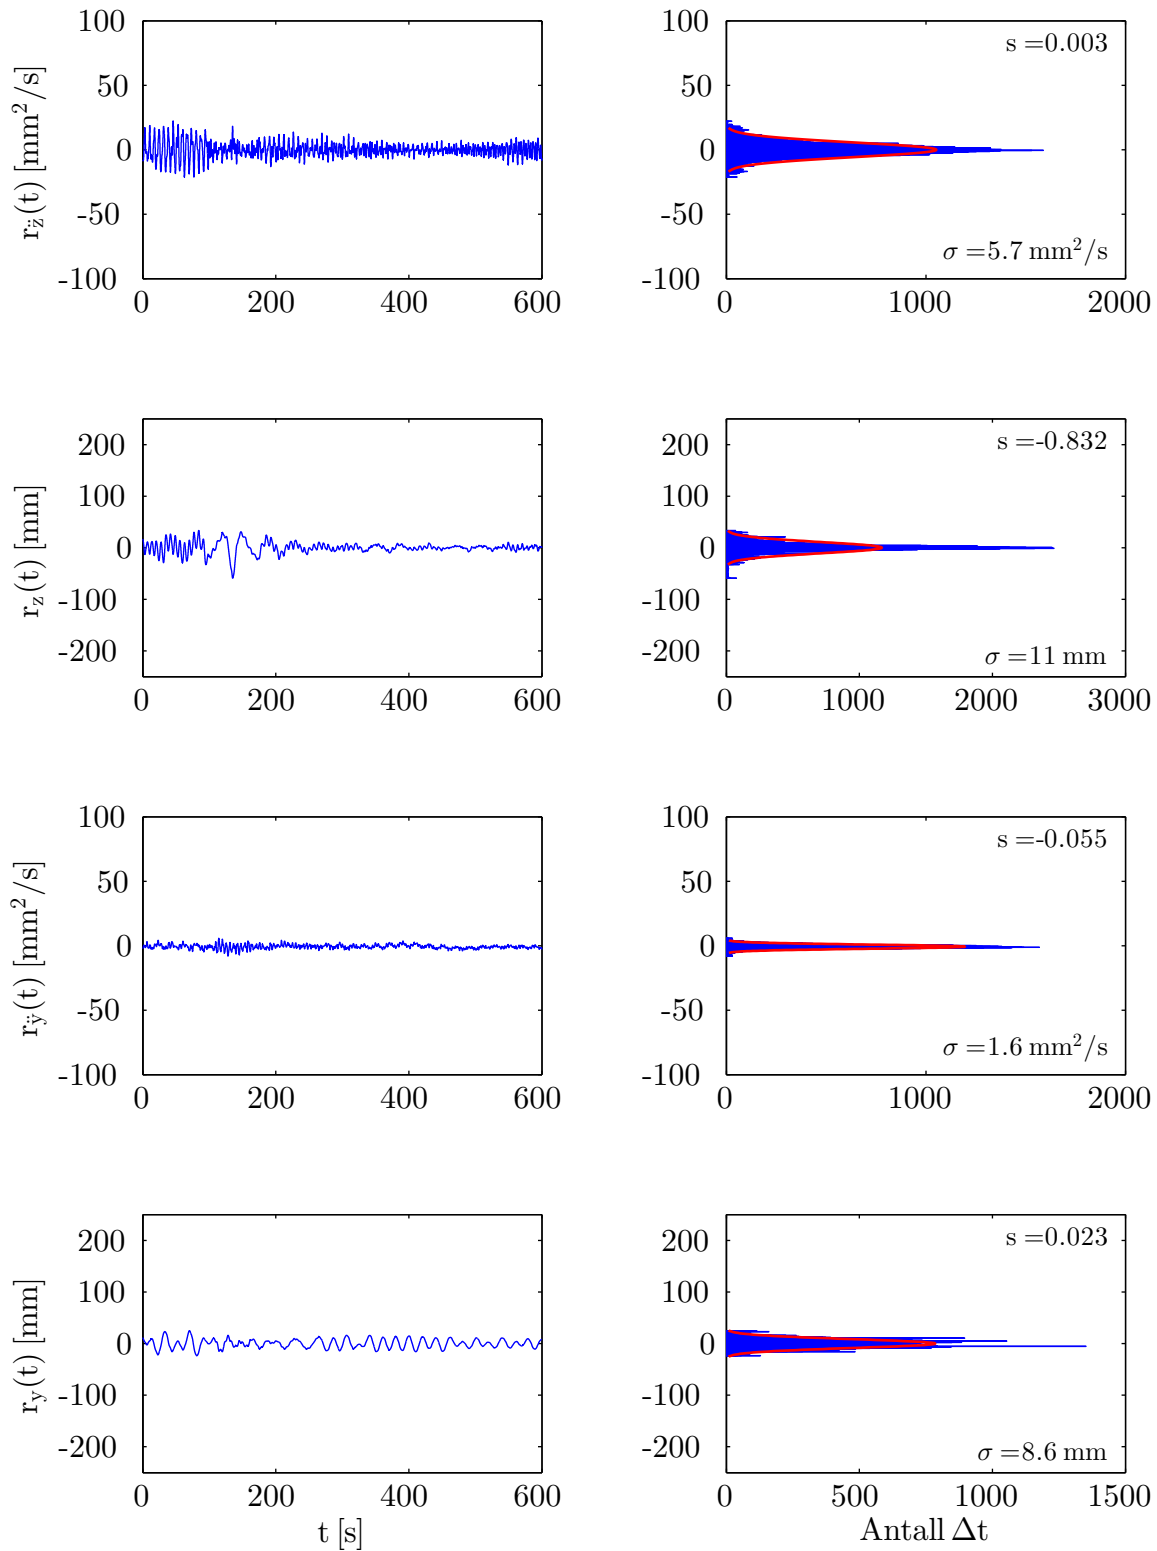 100
50
0
-50
-100
r_z̈(t) [mm²/s]
0 200 400 600
100
50
0
-50
-100
s =0.003
σ =5.7 mm²/s
0 1000 2000
200
100
0
-100
-200
r_z(t) [mm]
0 200 400 600
200
100
0
-100
-200
s =-0.832
σ =11 mm
0 1000 2000 3000
100
50
0
-50
-100
r_ÿ(t) [mm²/s]
0 200 400 600
100
50
0
-50
-100
s =-0.055
σ =1.6 mm²/s
0 1000 2000
200
100
0
-100
-200
r_y(t) [mm]
0 200 400 600
t [s]
200
100
0
-100
-200
s =0.023
σ =8.6 mm
0 500 1000 1500
Antall Δt